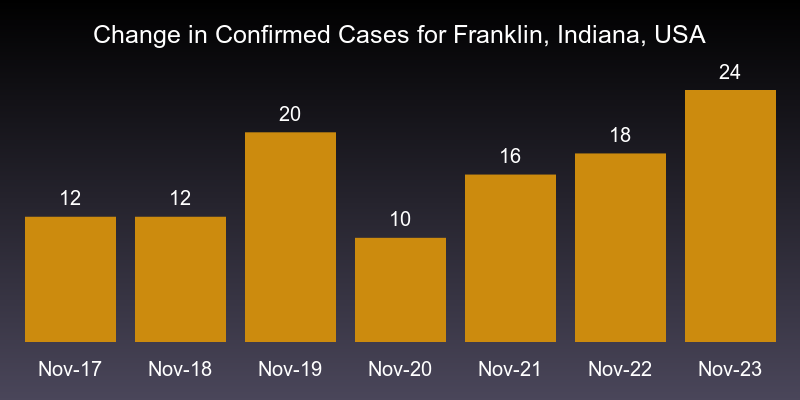 Change in Confirmed Cases for Franklin, Indiana, USA
12
12
20
10
16
18
24
Nov-17
Nov-18
Nov-19
Nov-20
Nov-21
Nov-22
Nov-23